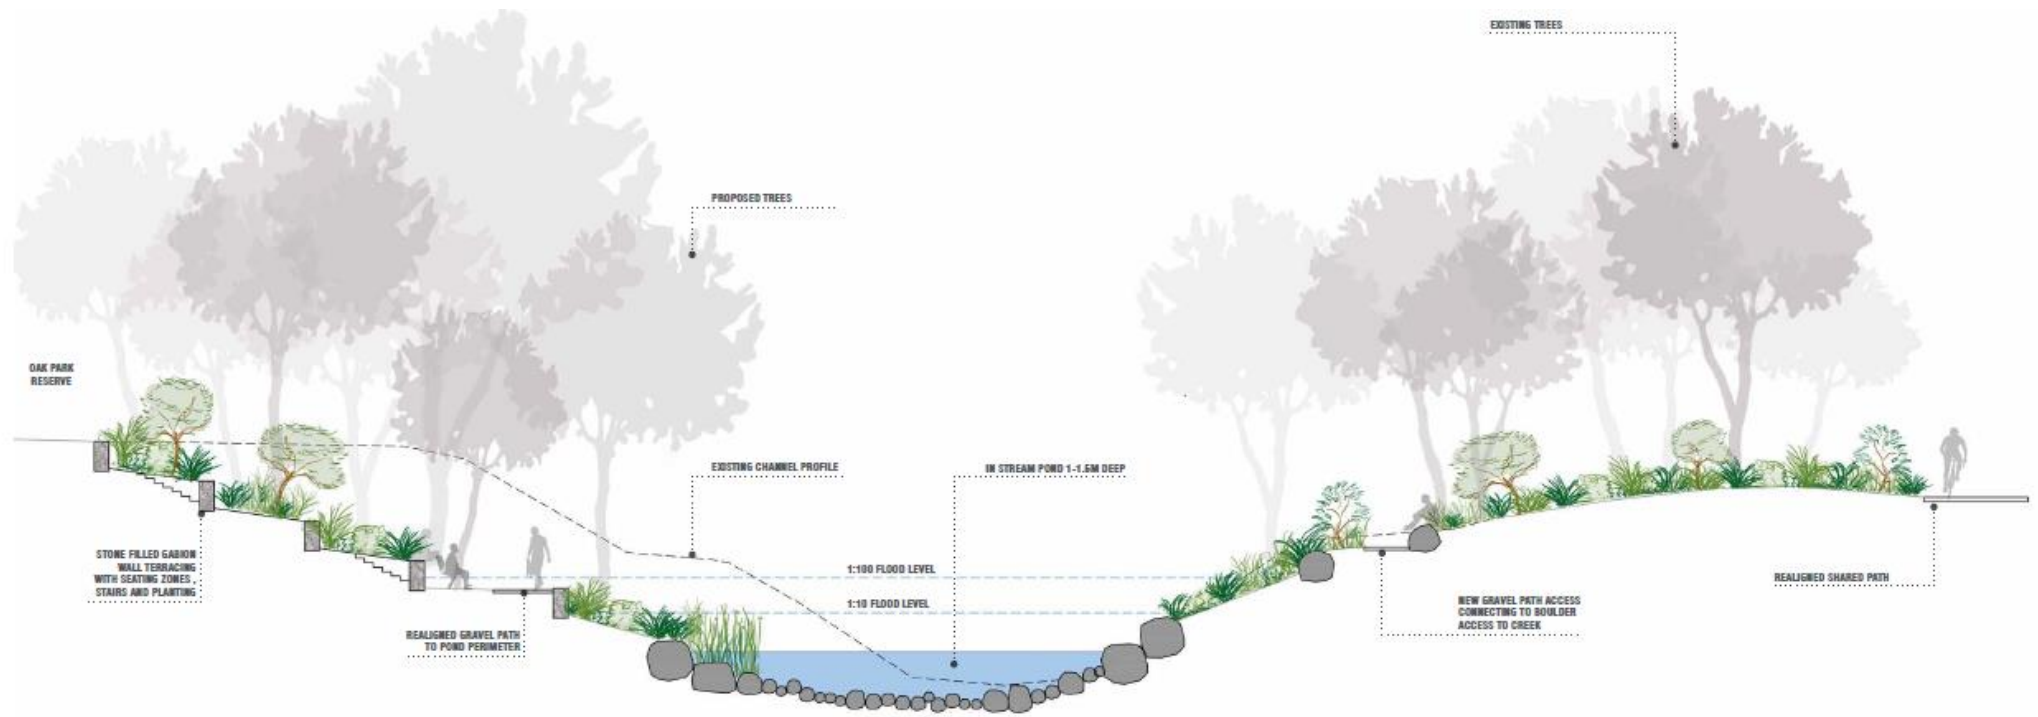 EXISTING TREES
PROPOSED TREES
OAK PARK
RESERVE
EXISTING CHANNEL PROFILE
IN STREAM POND 1-1.5M DEEP
STONE FILLED GABION
WALL TERRACING
WITH SEATING ZONES ,
STAIRS AND PLANTING
1:100 FLOOD LEVEL
1:10 FLOOD LEVEL
REALIGNED SHARED PATH
NEW GRAVEL PATH ACCESS
CONNECTING TO BOULDER
ACCESS TO CREEK
REALIGNED GRAVEL PATH
TO POND PERIMETER